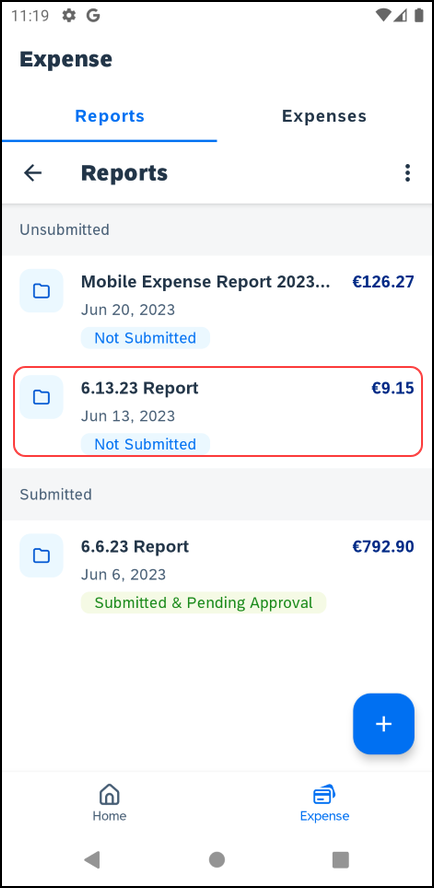 11:19
Expense
Reports
Expenses
Reports
Unsubmitted
Mobile Expense Report 2023... €126.27
Jun 20, 2023
Not Submitted
6.13.23 Report €9.15
Jun 13, 2023
Not Submitted
Submitted
6.6.23 Report €792.90
Jun 6, 2023
Submitted & Pending Approval
Home
Expense